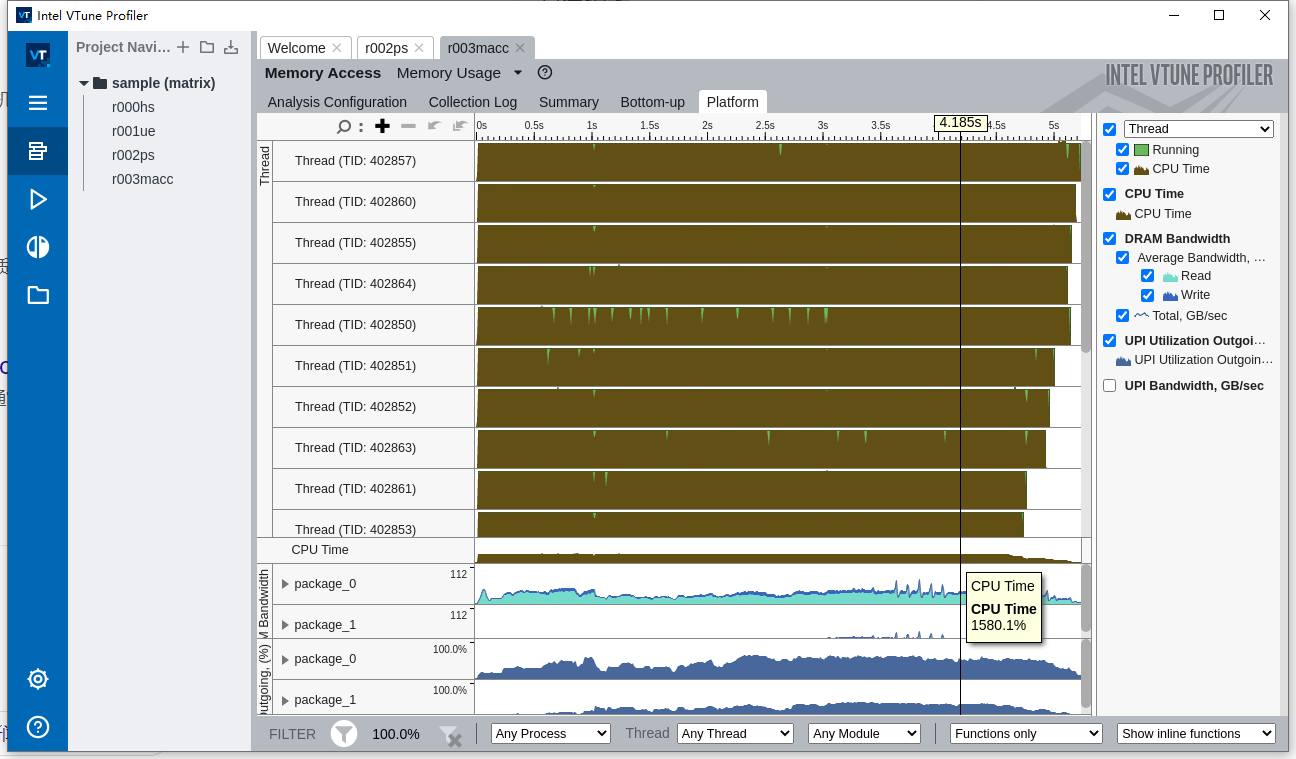 Intel VTune Profiler
VT
Project Navi...
sample (matrix)
r000hs
r001ue
r002ps
r003macc
Welcome
r002ps
r003macc
Memory Access Memory Usage
INTEL VTUNE PROFILER
Analysis Configuration Collection Log Summary Bottom-up Platform
0s 0.5s 1s 1.5s 2s 2.5s 3s 3.5s 4.185s 4.5s 5s
Thread
Thread (TID: 402857)
Thread (TID: 402860)
Thread (TID: 402855)
Thread (TID: 402864)
Thread (TID: 402850)
Thread (TID: 402851)
Thread (TID: 402852)
Thread (TID: 402863)
Thread (TID: 402861)
Thread (TID: 402853)
CPU Time
M Bandwidth
package_0 112
package_1 112
utgoing, (%)
package_0 100.0%
package_1 100.0%
CPU Time
CPU Time
1580.1%
Thread
Running
CPU Time
CPU Time
CPU Time
DRAM Bandwidth
Average Bandwidth, ...
Read
Write
Total, GB/sec
UPI Utilization Outgoi...
UPI Utilization Outgoin...
UPI Bandwidth, GB/sec
FILTER 100.0% Any Process Thread Any Thread Any Module Functions only Show inline functions